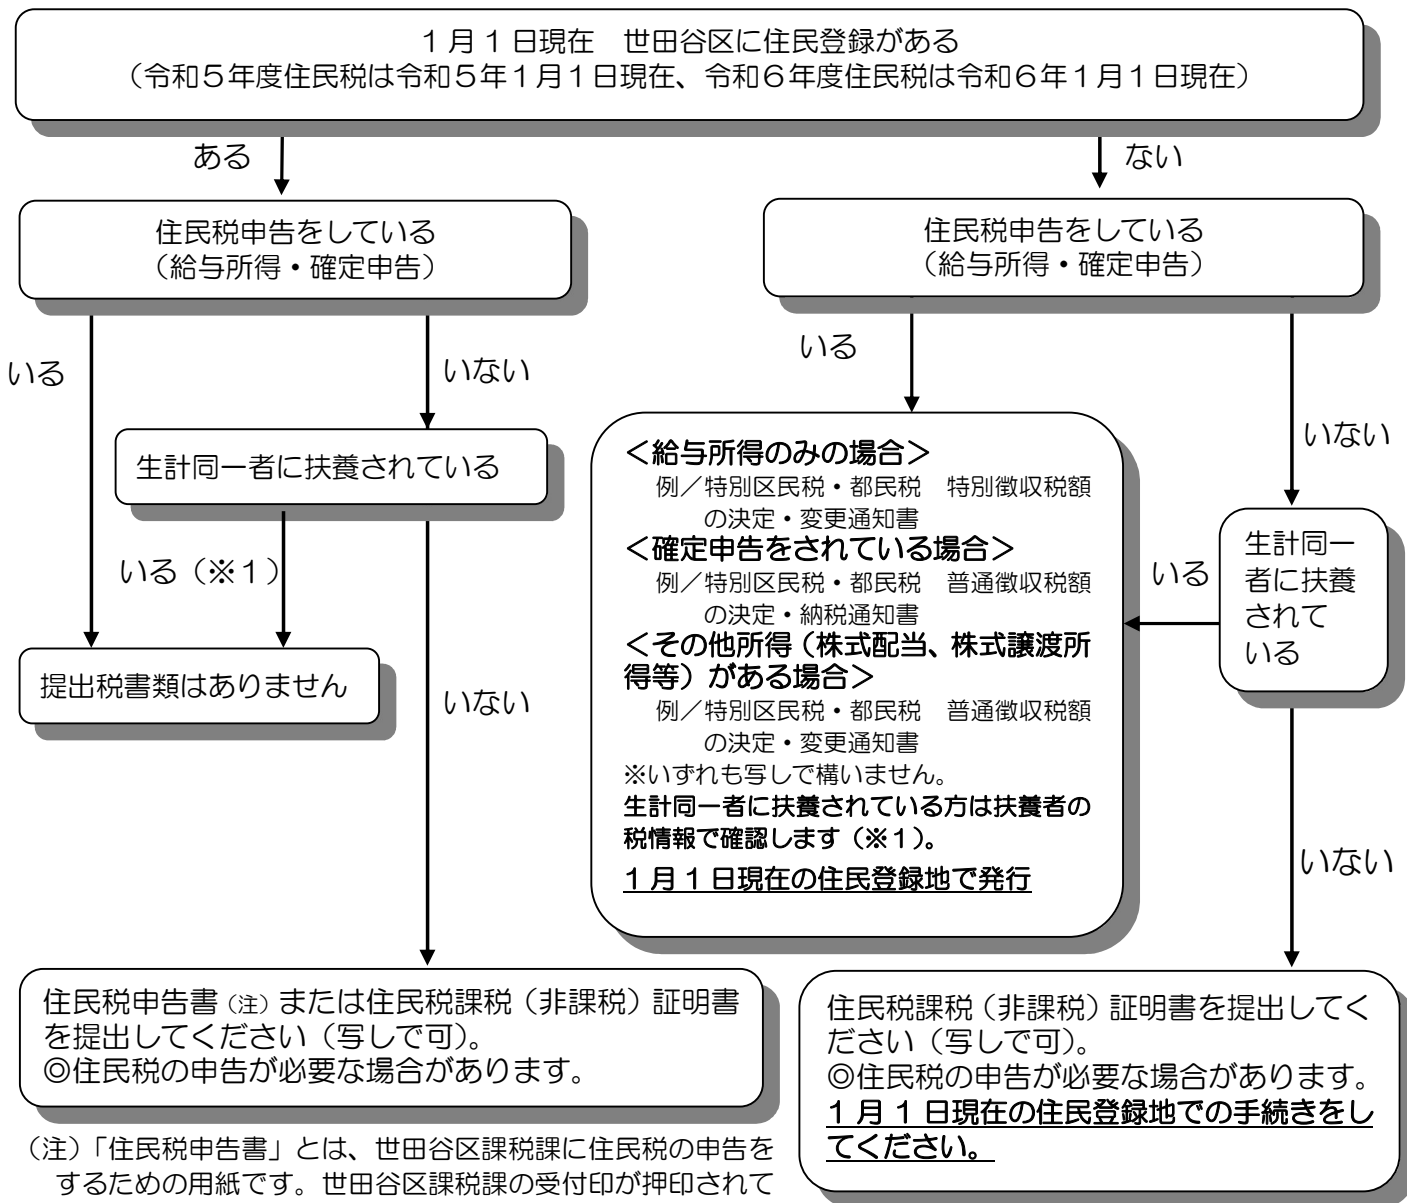 １月１日現在　世田谷区に住民登録がある
（令和５年度住民税は令和５年１月１日現在、令和６年度住民税は令和６年１月１日現在）
ある
ない
住民税申告をしている
（給与所得・確定申告）
住民税申告をしている
（給与所得・確定申告）
いる
いない
いる
いない
生計同一者に扶養されている
いる（※１）
いない
提出税書類はありません
＜給与所得のみの場合＞
例／特別区民税・都民税　特別徴収税額
の決定・変更通知書
＜確定申告をされている場合＞
例／特別区民税・都民税　普通徴収税額
の決定・納税通知書
＜その他所得（株式配当、株式譲渡所
得等）がある場合＞
例／特別区民税・都民税　普通徴収税額
の決定・変更通知書
※いずれも写しで構いません。
生計同一者に扶養されている方は扶養者の
税情報で確認します（※１）。
１月１日現在の住民登録地で発行
いる
生計同一
者に扶養
されて
いる
いない
住民税申告書（注）または住民税課税（非課税）証明書
を提出してください（写しで可）。
◎住民税の申告が必要な場合があります。
住民税課税（非課税）証明書を提出してく
ださい（写しで可）。
◎住民税の申告が必要な場合があります。
１月１日現在の住民登録地での手続きをし
てください。
（注）「住民税申告書」とは、世田谷区課税課に住民税の申告を
するための用紙です。世田谷区課税課の受付印が押印されて